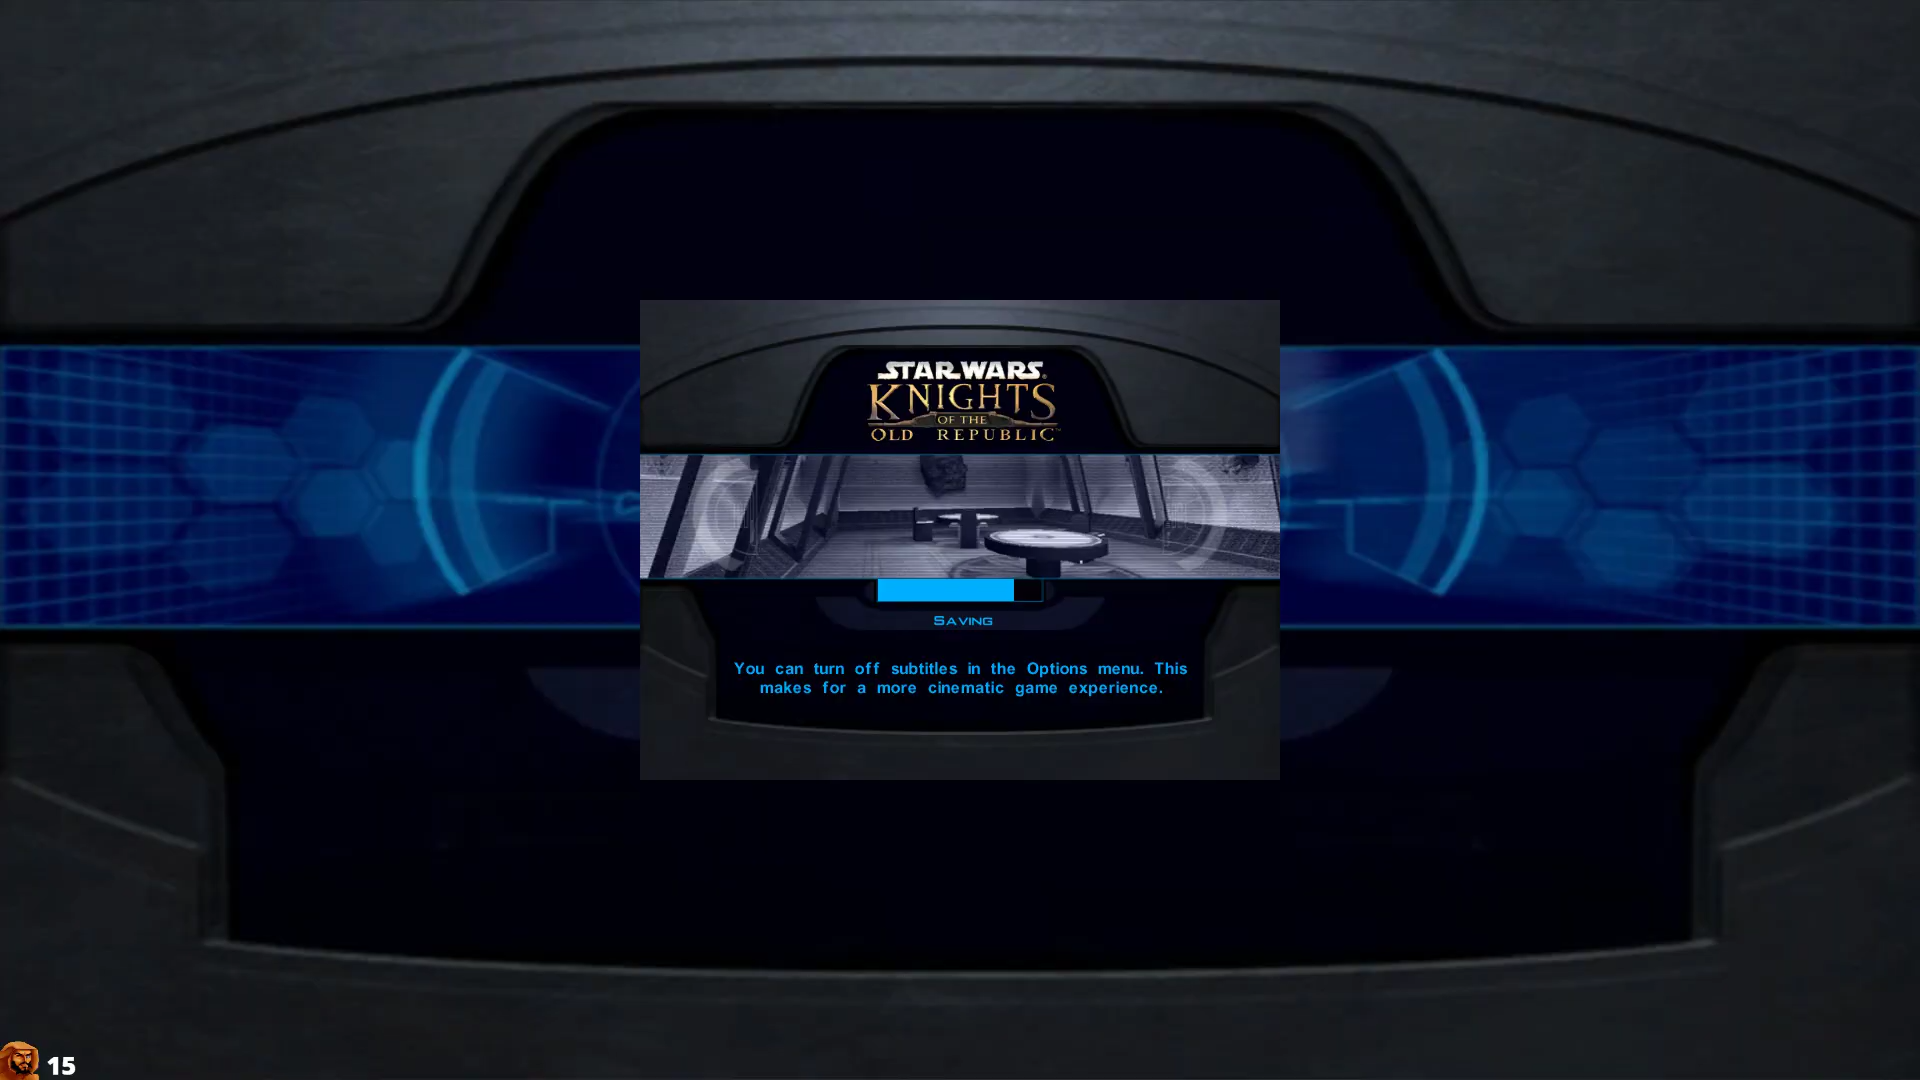 STAR WARS
KNIGHTS
OF THE
OLD REPUBLIC
SAVING
You can turn off subtitles in the Options menu. This
makes for a more cinematic game experience.
15